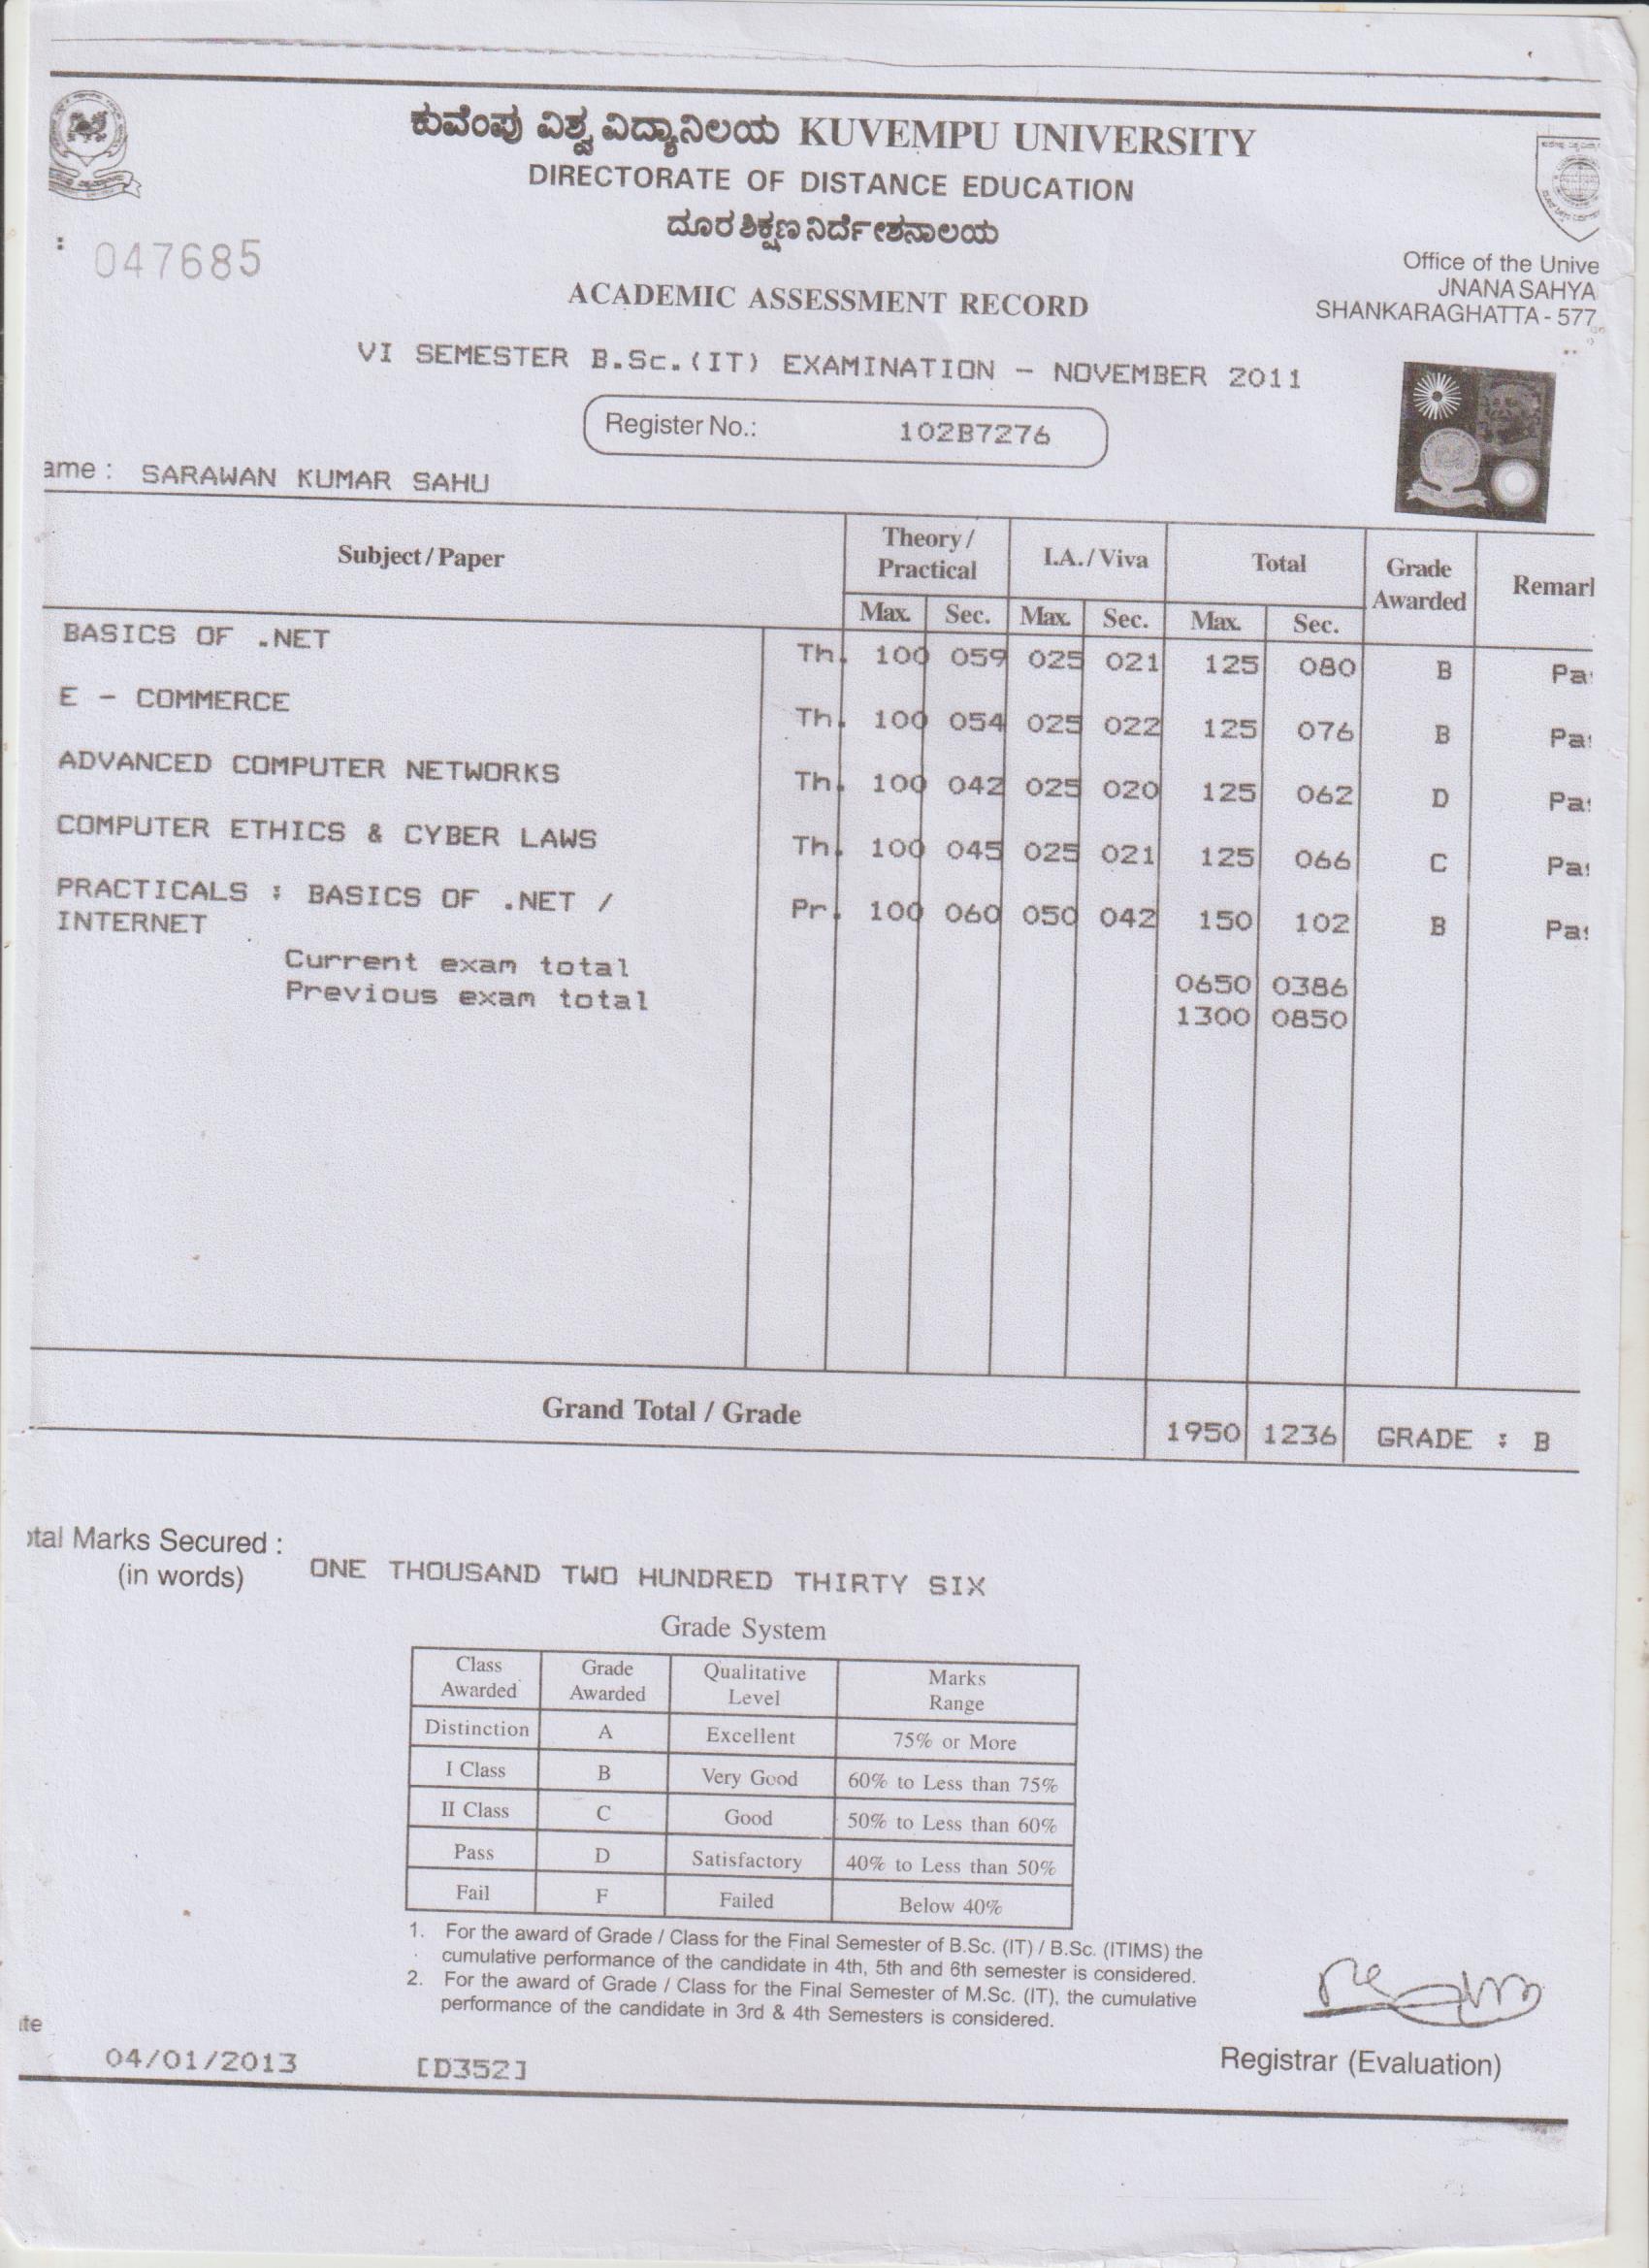 ಕುವೆಂಪು ವಿಶ್ವವಿದ್ಯಾನಿಲಯ KUVEMPU UNIVERSITY
DIRECTORATE OF DISTANCE EDUCATION
ದೂರ ಶಿಕ್ಷಣ ನಿರ್ದೇಶನಾಲಯ
: 047685
Office of the Unive
JNANA SAHYA
SHANKARAGHATTA - 577
ACADEMIC ASSESSMENT RECORD
VI SEMESTER B.Sc.(IT) EXAMINATION - NOVEMBER 2011
Register No.: 102B7276
ame : SARAWAN KUMAR SAHU
Subject / Paper Theory / Practical I.A. / Viva Total Grade Awarded Remar
Max. Sec. Max. Sec. Max. Sec.
BASICS OF .NET Th. 100 059 025 021 125 080 B Pa
E - COMMERCE Th. 100 054 025 022 125 076 B Pa
ADVANCED COMPUTER NETWORKS Th. 100 042 025 020 125 062 D Pa
COMPUTER ETHICS & CYBER LAWS Th. 100 045 025 021 125 066 C Pa
PRACTICALS : BASICS OF .NET / Pr. 100 060 050 042 150 102 B Pa
INTERNET
Current exam total 0650 0386
Previous exam total 1300 0850
Grand Total / Grade 1950 1236 GRADE : B
otal Marks Secured :
(in words) ONE THOUSAND TWO HUNDRED THIRTY SIX
Grade System
Class Awarded Grade Awarded Qualitative Level Marks Range
Distinction A Excellent 75% or More
I Class B Very Good 60% to Less than 75%
II Class C Good 50% to Less than 60%
Pass D Satisfactory 40% to Less than 50%
Fail F Failed Below 40%
1. For the award of Grade / Class for the Final Semester of B.Sc. (IT) / B.Sc. (ITIMS) the
cumulative performance of the candidate in 4th, 5th and 6th semester is considered.
2. For the award of Grade / Class for the Final Semester of M.Sc. (IT), the cumulative
performance of the candidate in 3rd & 4th Semesters is considered.
te
04/01/2013 [D352] Registrar (Evaluation)